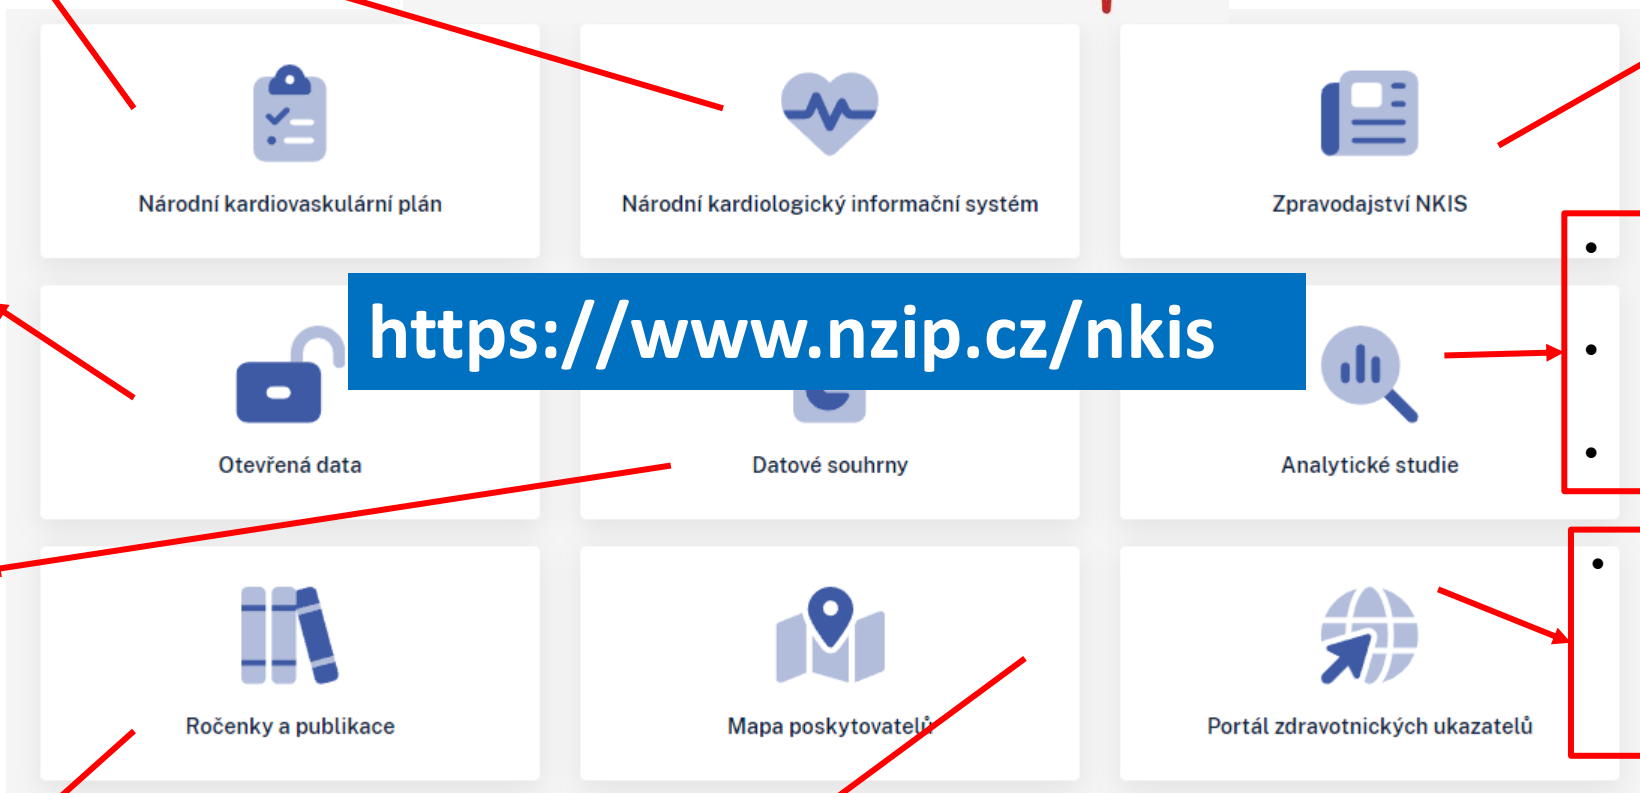 Národní kardiovaskulární plán
Národní kardiologický informační systém
Zpravodajství NKIS
https://www.nzip.cz/nkis
Otevřená data
Datové souhrny
Analytické studie
Ročenky a publikace
Mapa poskytovatelů
Portál zdravotnických ukazatelů